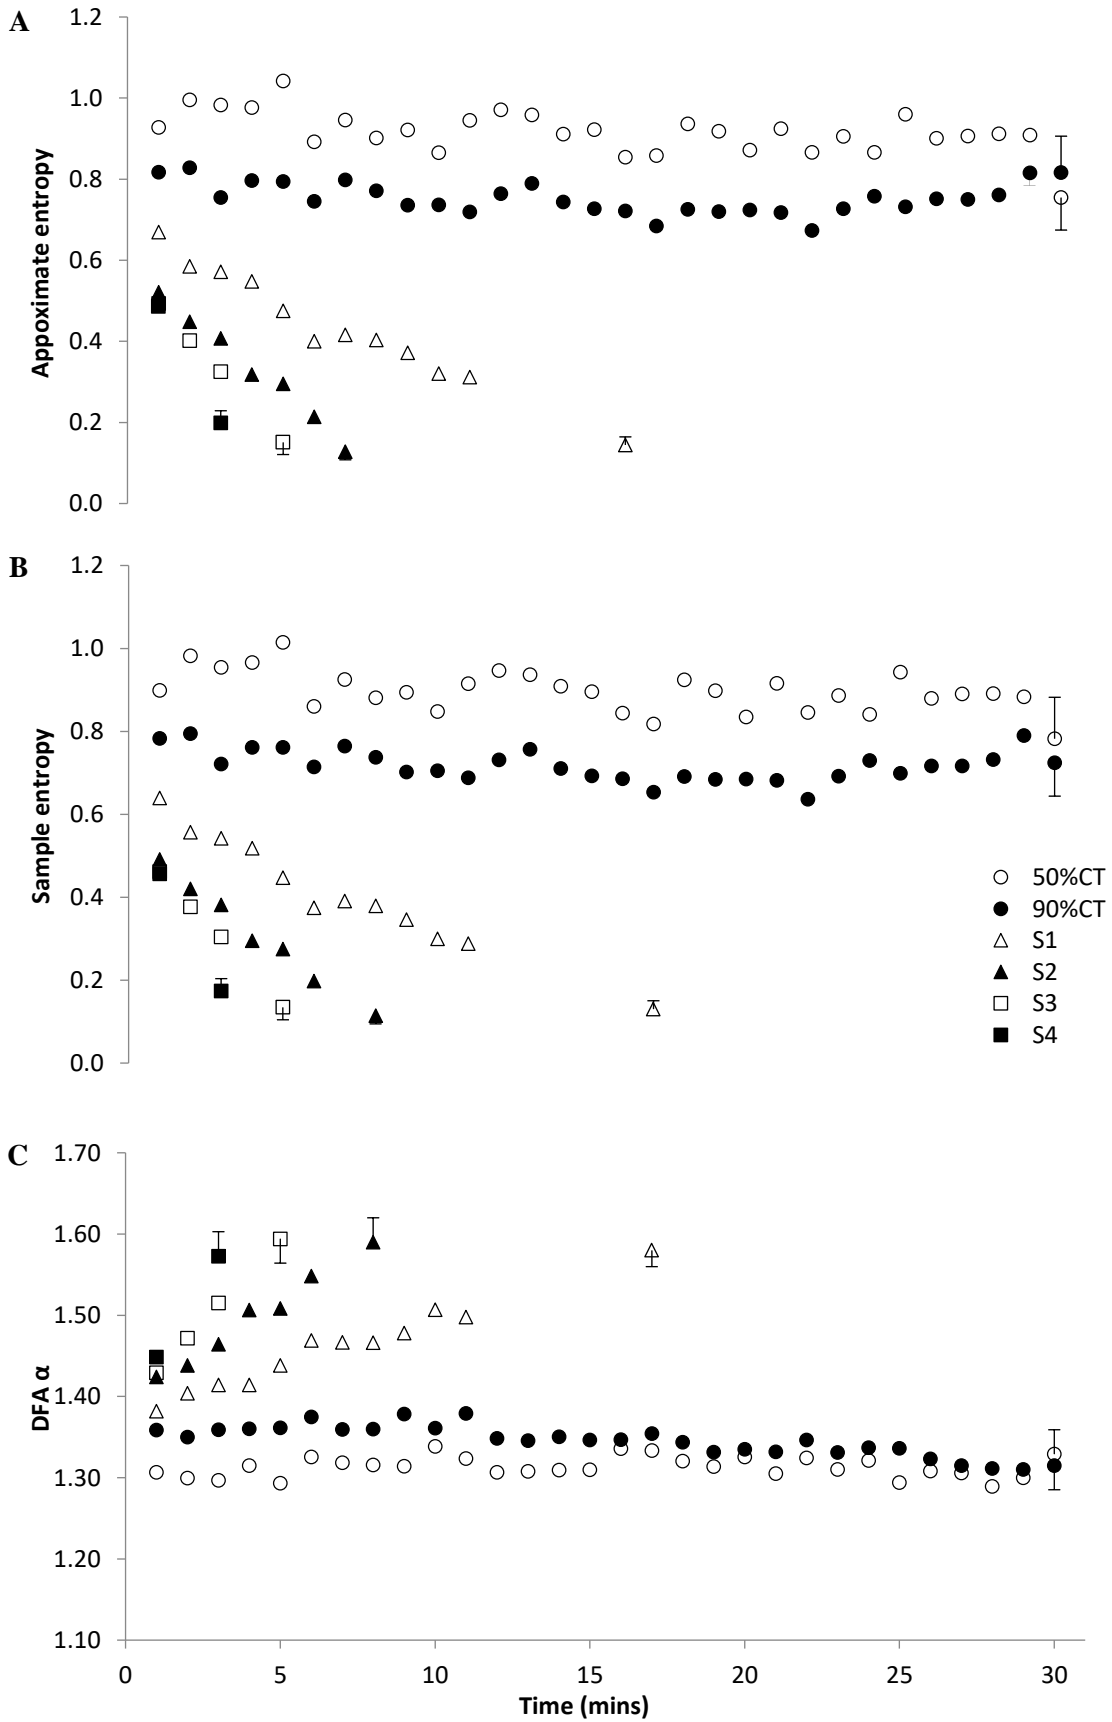 A
1.2
1.0
0.8
0.6
0.4
0.2
0.0
Appoximate entropy
B
1.2
1.0
0.8
0.6
0.4
0.2
0.0
Sample entropy
50%CT
90%CT
S1
S2
S3
S4
C
1.70
1.60
1.50
1.40
1.30
1.20
1.10
DFA α
0 5 10 15 20 25 30
Time (mins)